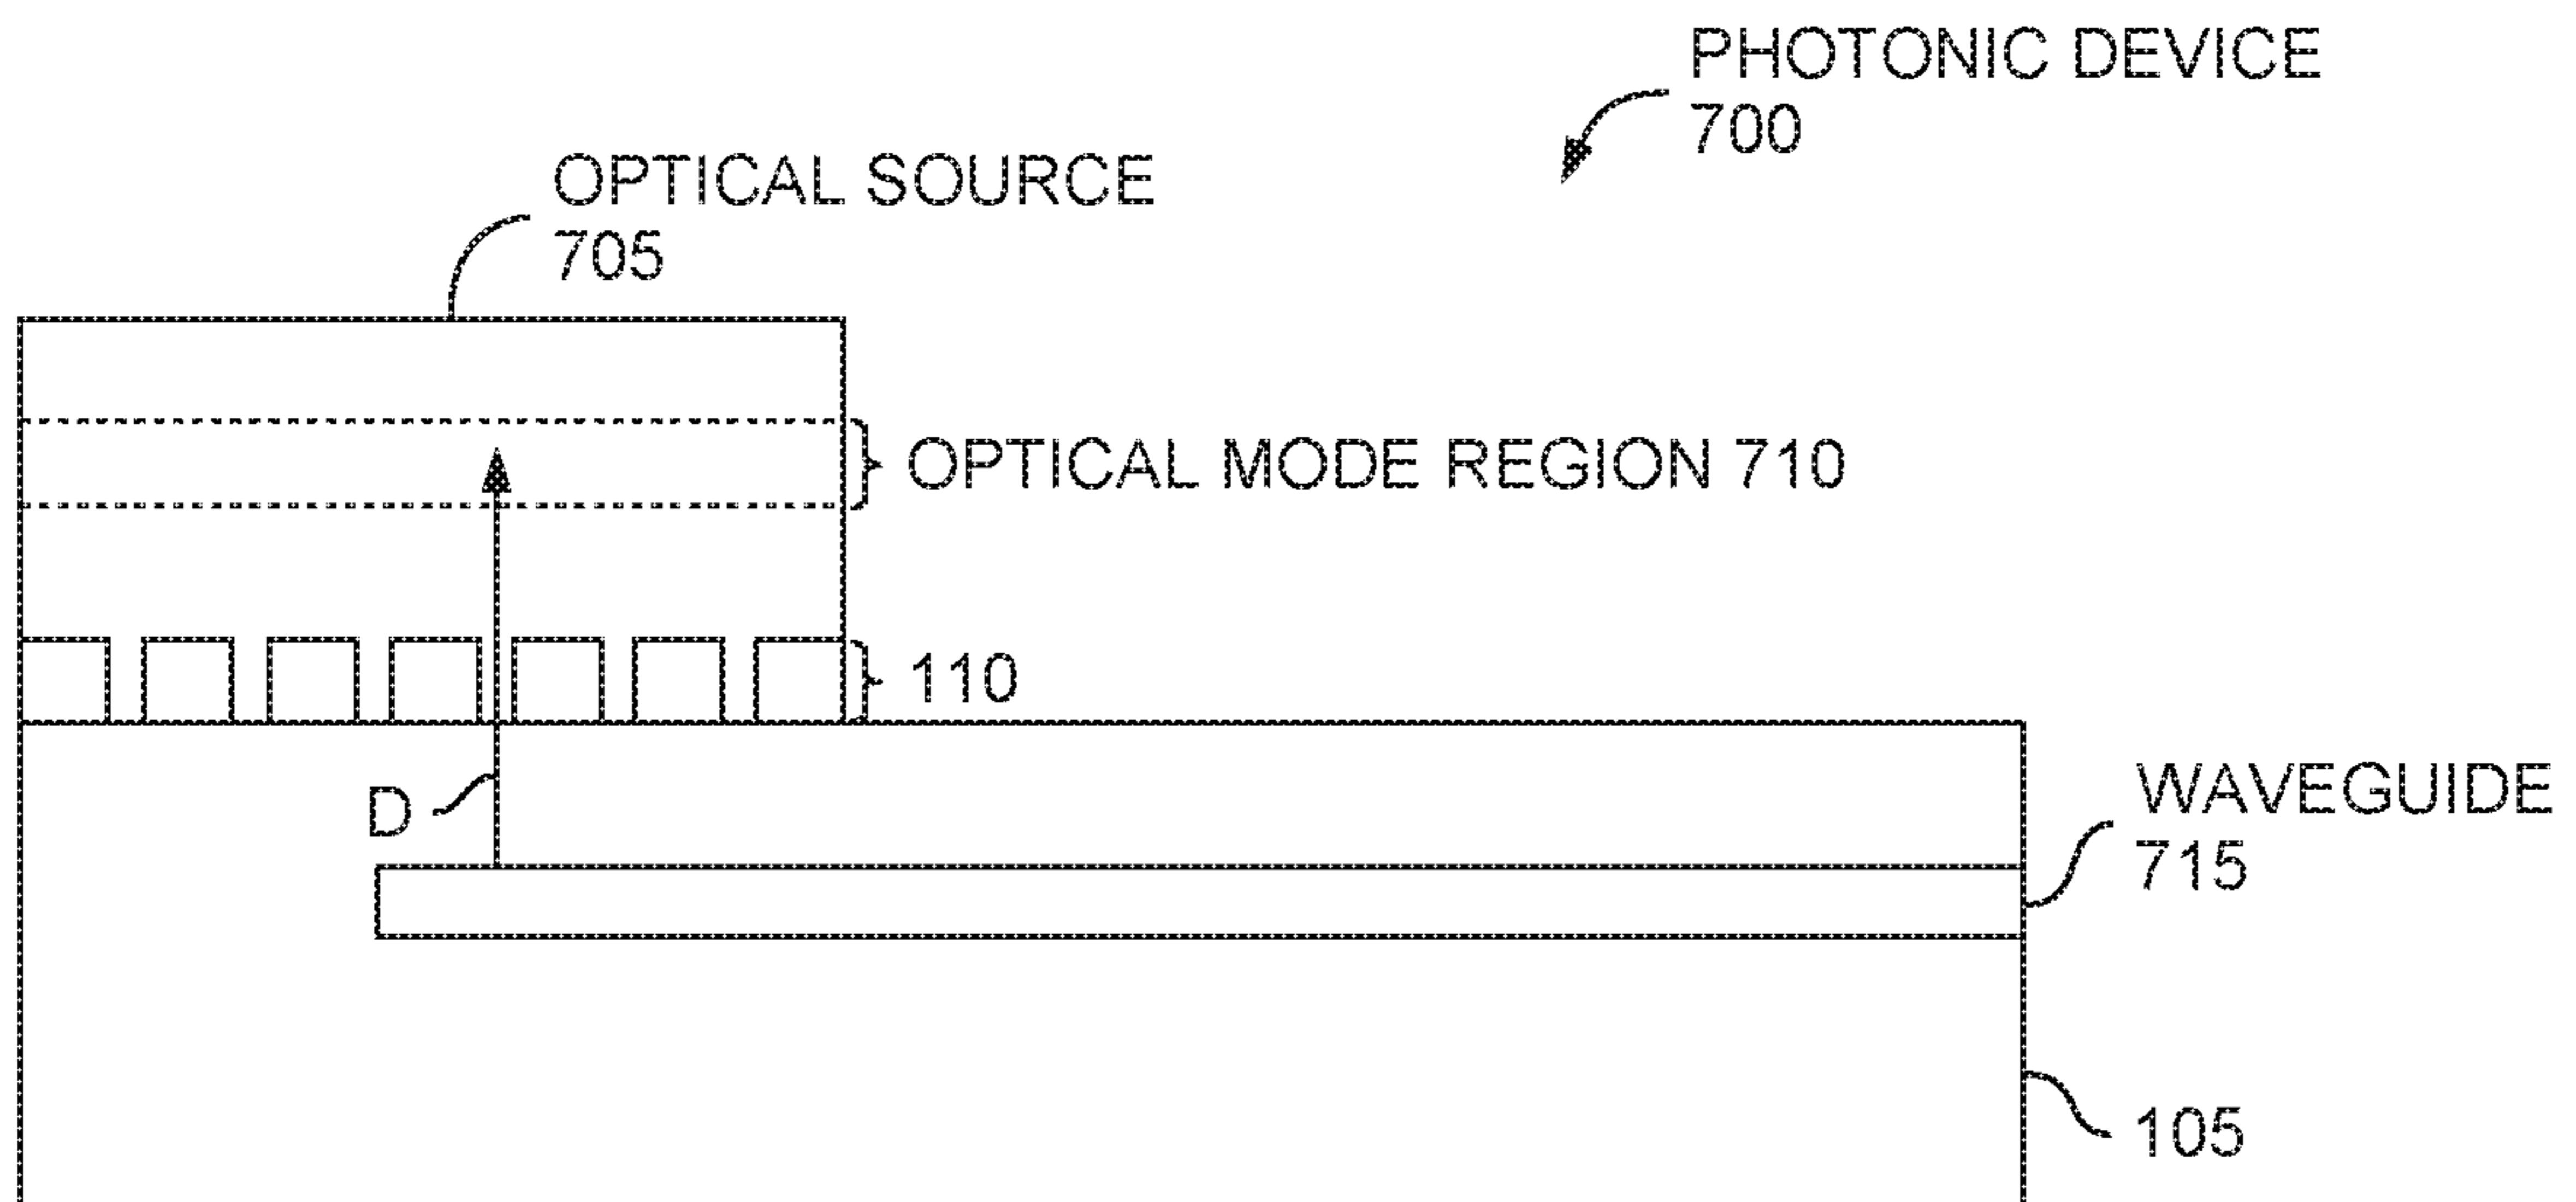 PHOTONIC DEVICE
700
OPTICAL SOURCE
705
OPTICAL MODE REGION 710
110
D
WAVEGUIDE
715
105